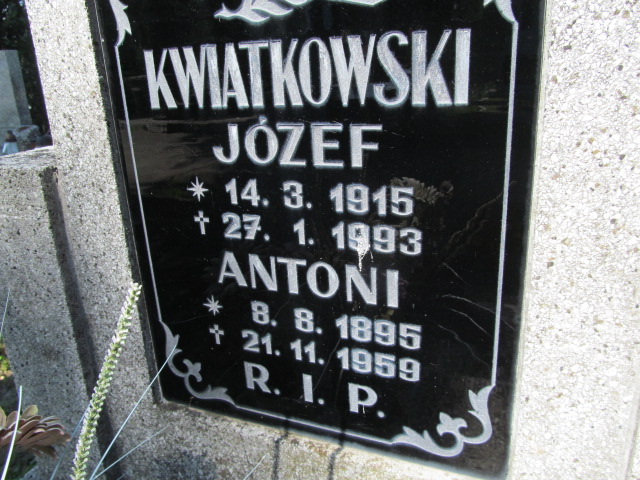 KWIATKOWSKI
JÓZEF
* 14. 3. 1915
† 27. 1. 1993
ANTONI
* 8. 8. 1895
† 21. 11. 1959
R. I. P.